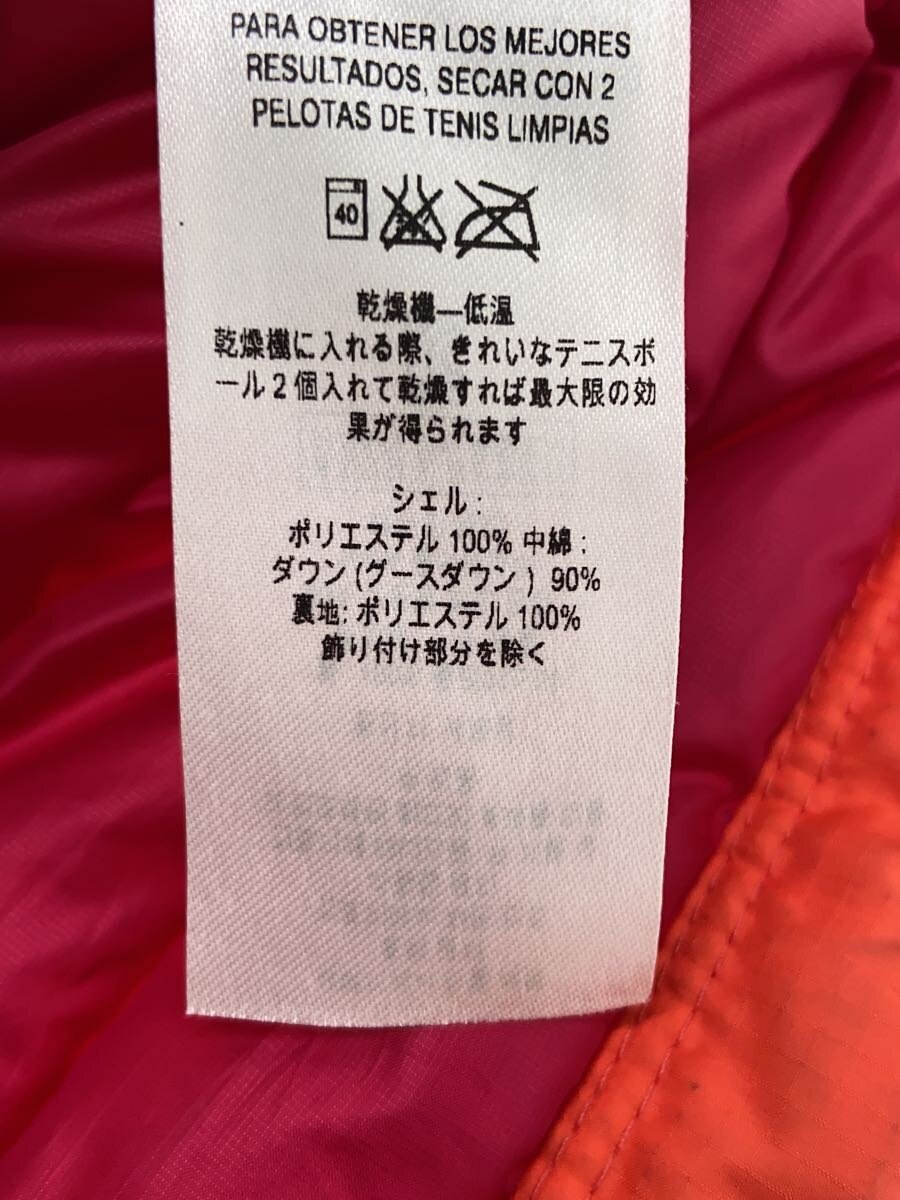 PARA OBTENER LOS MEJORES
RESULTADOS, SECAR CON 2
PELOTAS DE TENIS LIMPIAS
40
乾燥機—低温
乾燥機に入れる際、きれいなテニスボ
ール2個入れて乾燥すれば最大限の効
果が得られます
シェル:
ポリエステル 100% 中綿:
ダウン(グースダウン) 90%
裏地: ポリエステル 100%
飾り付け部分を除く